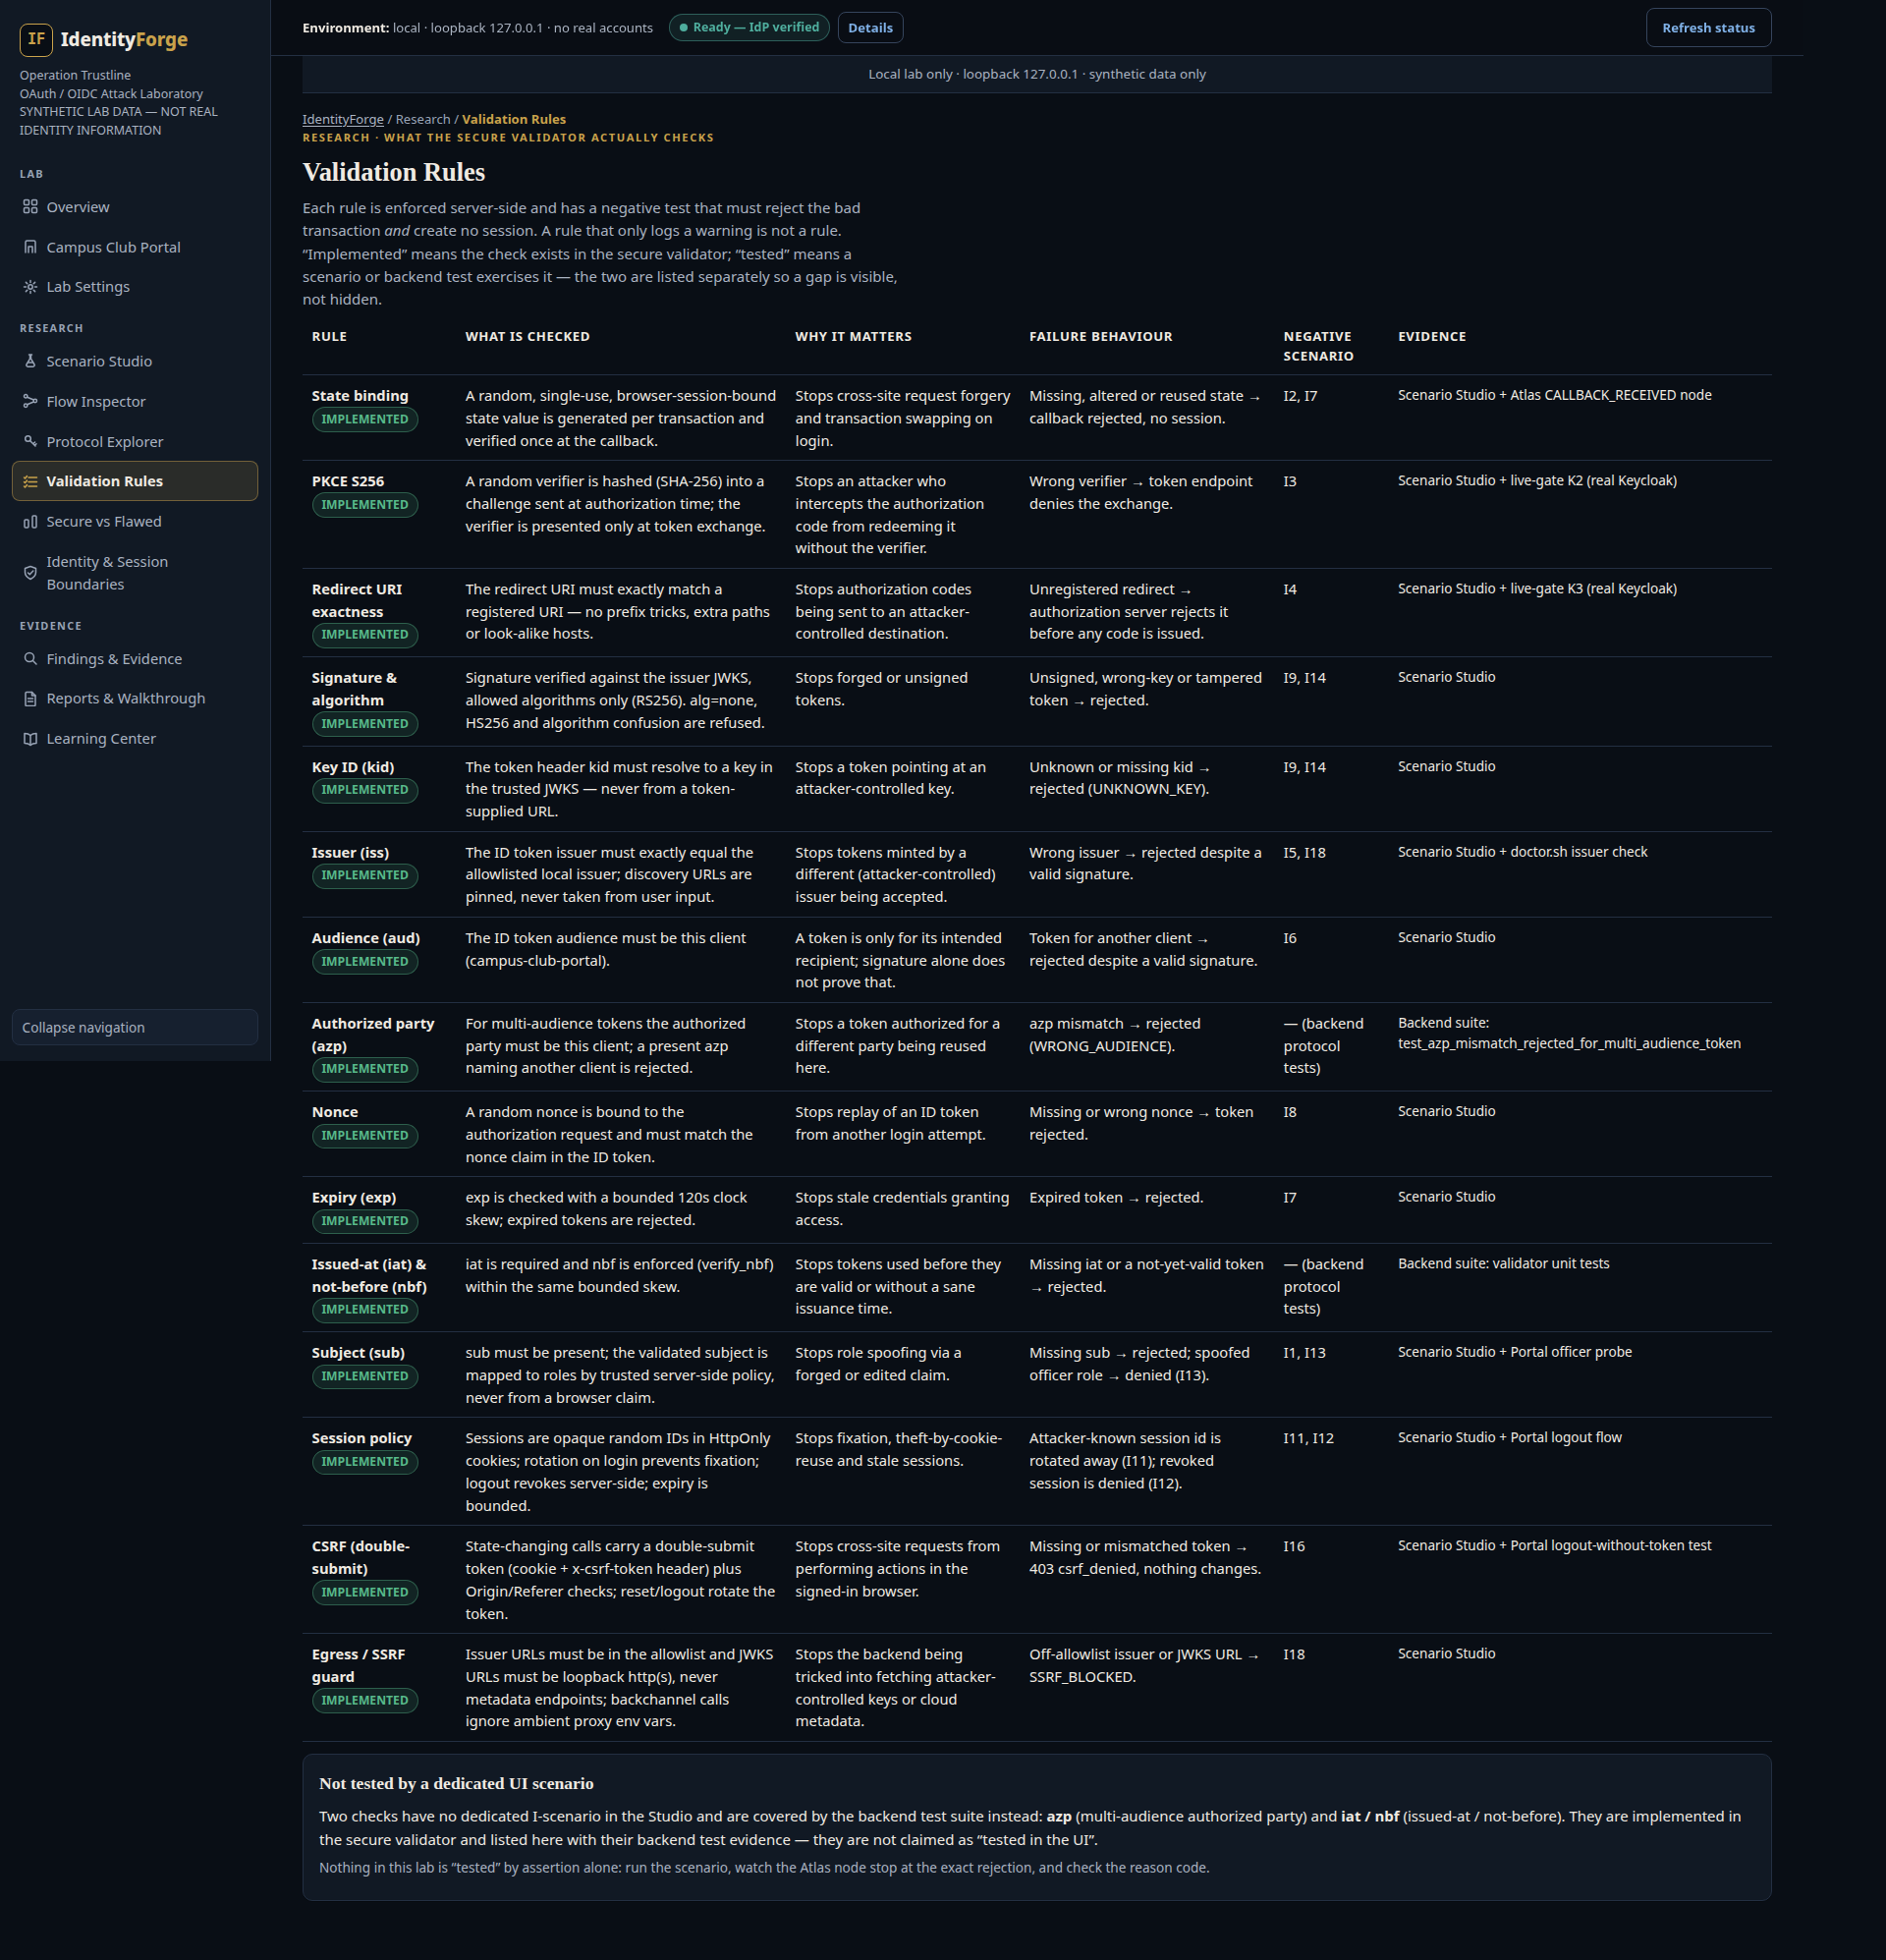 IF IdentityForge
Operation Trustline
OAuth / OIDC Attack Laboratory
SYNTHETIC LAB DATA — NOT REAL
IDENTITY INFORMATION
LAB
Overview
Campus Club Portal
Lab Settings
RESEARCH
Scenario Studio
Flow Inspector
Protocol Explorer
Validation Rules
Secure vs Flawed
Identity & Session
Boundaries
EVIDENCE
Findings & Evidence
Reports & Walkthrough
Learning Center
Collapse navigation
Environment: local · loopback 127.0.0.1 · no real accounts
Ready — IdP verified
Details
Refresh status
Local lab only · loopback 127.0.0.1 · synthetic data only
IdentityForge / Research / Validation Rules
RESEARCH · WHAT THE SECURE VALIDATOR ACTUALLY CHECKS
Validation Rules
Each rule is enforced server-side and has a negative test that must reject the bad
transaction and create no session. A rule that only logs a warning is not a rule.
“Implemented” means the check exists in the secure validator; “tested” means a
scenario or backend test exercises it — the two are listed separately so a gap is visible,
not hidden.
RULE
WHAT IS CHECKED
WHY IT MATTERS
FAILURE BEHAVIOUR
NEGATIVE
SCENARIO
EVIDENCE
State binding
IMPLEMENTED
A random, single-use, browser-session-bound
state value is generated per transaction and
verified once at the callback.
Stops cross-site request forgery
and transaction swapping on
login.
Missing, altered or reused state →
callback rejected, no session.
I2, I7
Scenario Studio + Atlas CALLBACK_RECEIVED node
PKCE S256
IMPLEMENTED
A random verifier is hashed (SHA-256) into a
challenge sent at authorization time; the
verifier is presented only at token exchange.
Stops an attacker who
intercepts the authorization
code from redeeming it
without the verifier.
Wrong verifier → token endpoint
denies the exchange.
I3
Scenario Studio + live-gate K2 (real Keycloak)
Redirect URI
exactness
IMPLEMENTED
The redirect URI must exactly match a
registered URI — no prefix tricks, extra paths
or look-alike hosts.
Stops authorization codes
being sent to an attacker-
controlled destination.
Unregistered redirect →
authorization server rejects it
before any code is issued.
I4
Scenario Studio + live-gate K3 (real Keycloak)
Signature &
algorithm
IMPLEMENTED
Signature verified against the issuer JWKS,
allowed algorithms only (RS256). alg=none,
HS256 and algorithm confusion are refused.
Stops forged or unsigned
tokens.
Unsigned, wrong-key or tampered
token → rejected.
I9, I14
Scenario Studio
Key ID (kid)
IMPLEMENTED
The token header kid must resolve to a key in
the trusted JWKS — never from a token-
supplied URL.
Stops a token pointing at an
attacker-controlled key.
Unknown or missing kid →
rejected (UNKNOWN_KEY).
I9, I14
Scenario Studio
Issuer (iss)
IMPLEMENTED
The ID token issuer must exactly equal the
allowlisted local issuer; discovery URLs are
pinned, never taken from user input.
Stops tokens minted by a
different (attacker-controlled)
issuer being accepted.
Wrong issuer → rejected despite a
valid signature.
I5, I18
Scenario Studio + doctor.sh issuer check
Audience (aud)
IMPLEMENTED
The ID token audience must be this client
(campus-club-portal).
A token is only for its intended
recipient; signature alone does
not prove that.
Token for another client →
rejected despite a valid signature.
I6
Scenario Studio
Authorized party
(azp)
IMPLEMENTED
For multi-audience tokens the authorized
party must be this client; a present azp
naming another client is rejected.
Stops a token authorized for a
different party being reused
here.
azp mismatch → rejected
(WRONG_AUDIENCE).
— (backend
protocol
tests)
Backend suite:
test_azp_mismatch_rejected_for_multi_audience_token
Nonce
IMPLEMENTED
A random nonce is bound to the
authorization request and must match the
nonce claim in the ID token.
Stops replay of an ID token
from another login attempt.
Missing or wrong nonce → token
rejected.
I8
Scenario Studio
Expiry (exp)
IMPLEMENTED
exp is checked with a bounded 120s clock
skew; expired tokens are rejected.
Stops stale credentials granting
access.
Expired token → rejected.
I7
Scenario Studio
Issued-at (iat) &
not-before (nbf)
IMPLEMENTED
iat is required and nbf is enforced (verify_nbf)
within the same bounded skew.
Stops tokens used before they
are valid or without a sane
issuance time.
Missing iat or a not-yet-valid token
→ rejected.
— (backend
protocol
tests)
Backend suite: validator unit tests
Subject (sub)
IMPLEMENTED
sub must be present; the validated subject is
mapped to roles by trusted server-side policy,
never from a browser claim.
Stops role spoofing via a
forged or edited claim.
Missing sub → rejected; spoofed
officer role → denied (I13).
I1, I13
Scenario Studio + Portal officer probe
Session policy
IMPLEMENTED
Sessions are opaque random IDs in HttpOnly
cookies; rotation on login prevents fixation;
logout revokes server-side; expiry is
bounded.
Stops fixation, theft-by-cookie-
reuse and stale sessions.
Attacker-known session id is
rotated away (I11); revoked
session is denied (I12).
I11, I12
Scenario Studio + Portal logout flow
CSRF (double-
submit)
IMPLEMENTED
State-changing calls carry a double-submit
token (cookie + x-csrf-token header) plus
Origin/Referer checks; reset/logout rotate the
token.
Stops cross-site requests from
performing actions in the
signed-in browser.
Missing or mismatched token →
403 csrf_denied, nothing changes.
I16
Scenario Studio + Portal logout-without-token test
Egress / SSRF
guard
IMPLEMENTED
Issuer URLs must be in the allowlist and JWKS
URLs must be loopback http(s), never
metadata endpoints; backchannel calls
ignore ambient proxy env vars.
Stops the backend being
tricked into fetching attacker-
controlled keys or cloud
metadata.
Off-allowlist issuer or JWKS URL →
SSRF_BLOCKED.
I18
Scenario Studio
Not tested by a dedicated UI scenario
Two checks have no dedicated I-scenario in the Studio and are covered by the backend test suite instead: azp (multi-audience authorized party) and iat / nbf (issued-at / not-before). They are implemented in
the secure validator and listed here with their backend test evidence — they are not claimed as “tested in the UI”.
Nothing in this lab is “tested” by assertion alone: run the scenario, watch the Atlas node stop at the exact rejection, and check the reason code.